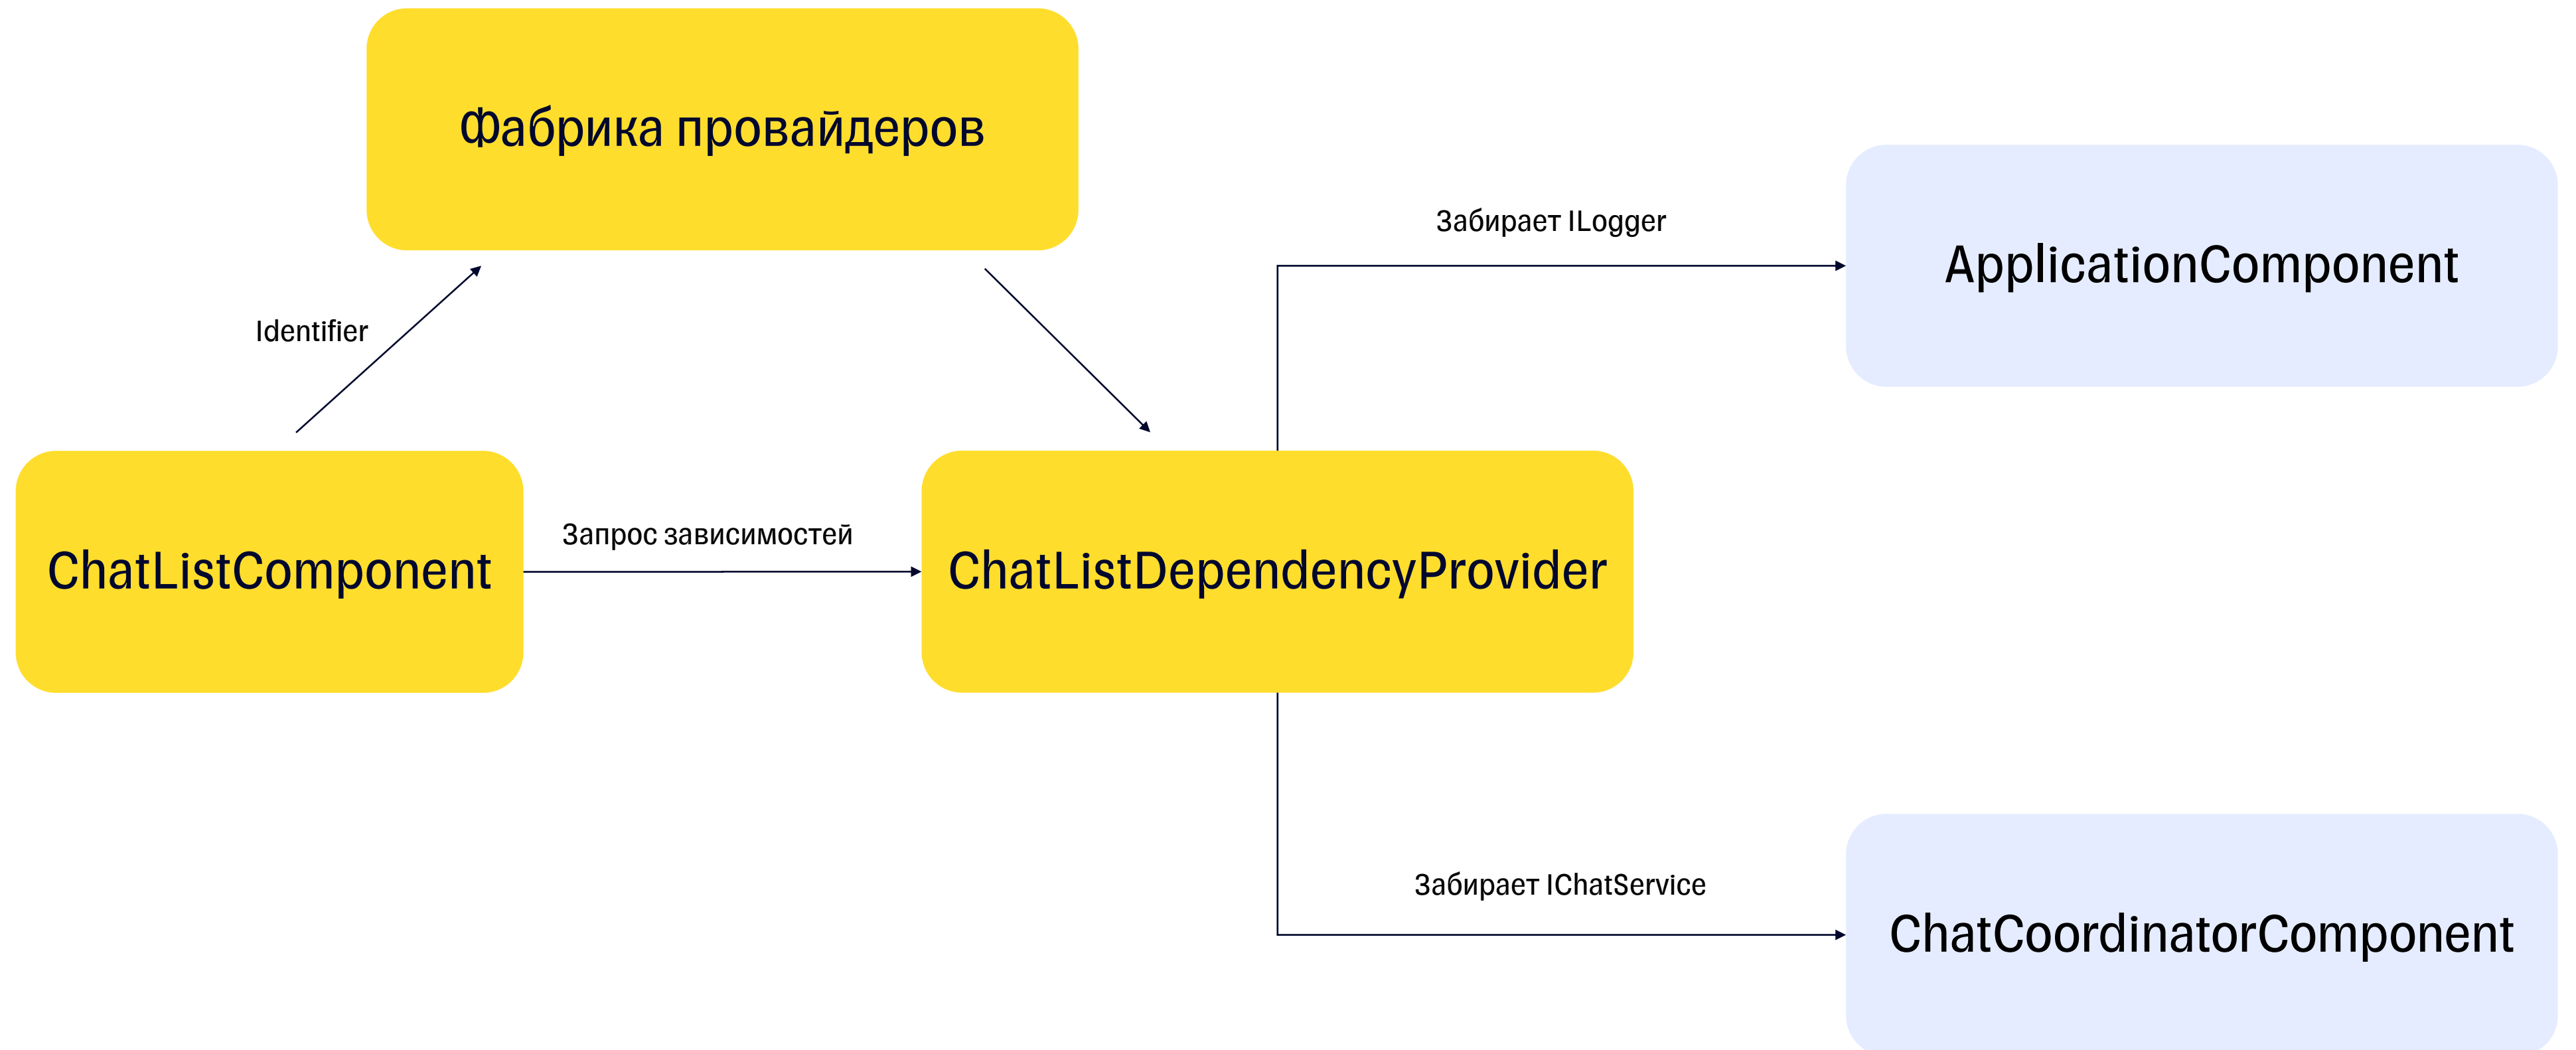 Фабрика провайдеров
Забирает ILogger
ApplicationComponent
Identifier
Запрос зависимостей
ChatListComponent
ChatListDependencyProvider
Забирает IChatService
ChatCoordinatorComponent